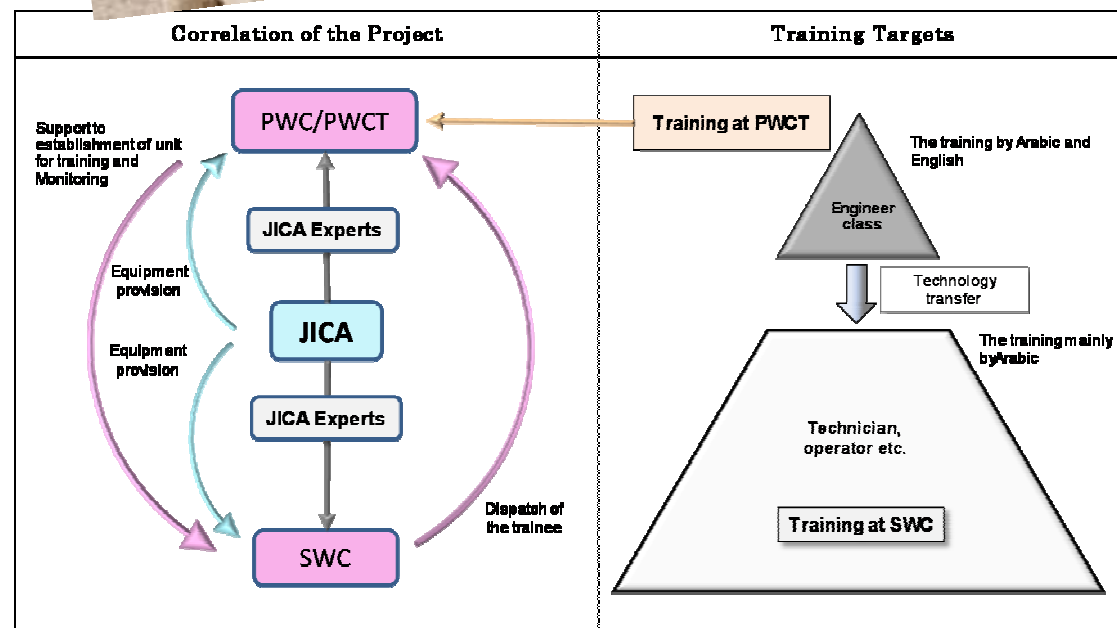 Correlation of the Project
Training Targets
Support to
establishment of unit
for training and
Monitoring
PWC/PWCT
JICA Experts
Equipment
provision
JICA
Equipment
provision
JICA Experts
SWC
Dispatch of
the trainee
Training at PWCT
The training by Arabic and
English
Engineer
class
Technology
transfer
The training mainly
byArabic
Technician,
operator etc.
Training at SWC